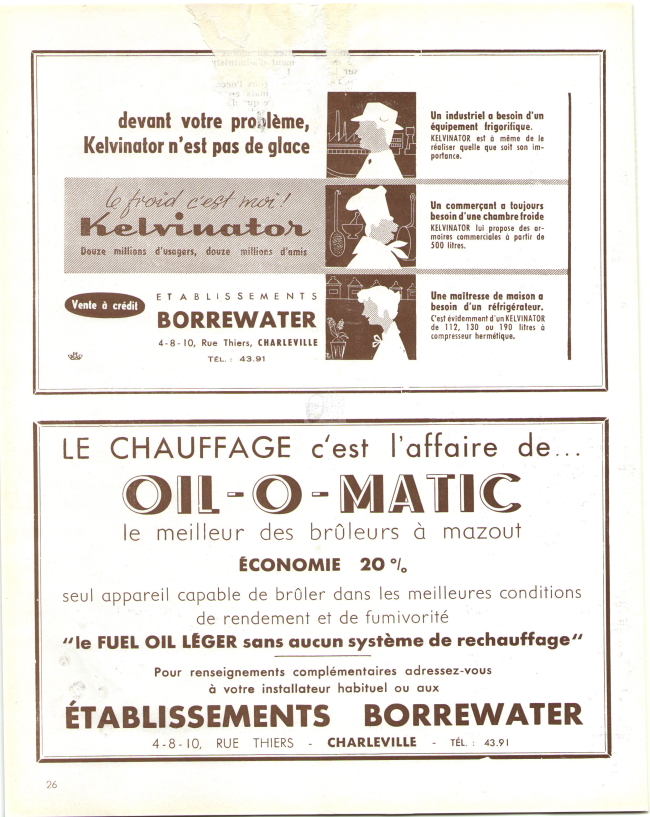 devant votre problème,
Kelvinator n'est pas de glace
le froid c'est moi!
Kelvinator
Douze millions d'usagers, douze millions d'amis
Vente à crédit
ETABLISSEMENTS
BORREWATER
4-8-10, Rue Thiers, CHARLEVILLE
TÉL. : 43.91
Un industriel a besoin d'un
équipement frigorifique.
KELVINATOR est à même de le
réaliser quelle que soit son im-
portance.
Un commerçant a toujours
besoin d'une chambre froide
KELVINATOR lui propose des ar-
moires commerciales à partir de
500 litres.
Une maîtresse de maison a
besoin d'un réfrigérateur.
C'est évidemment d'un KELVINATOR
de 112, 130 ou 190 litres à
compresseur hermétique.
LE CHAUFFAGE c'est l'affaire de...
OIL-O-MATIC
le meilleur des brûleurs à mazout
ÉCONOMIE 20 %
seul appareil capable de brûler dans les meilleures conditions
de rendement et de fumivorité
"le FUEL OIL LÉGER sans aucun système de rechauffage"
Pour renseignements complémentaires adressez-vous
à votre installateur habituel ou aux
ÉTABLISSEMENTS BORREWATER
4-8-10, RUE THIERS - CHARLEVILLE - TÉL. : 43.91
26